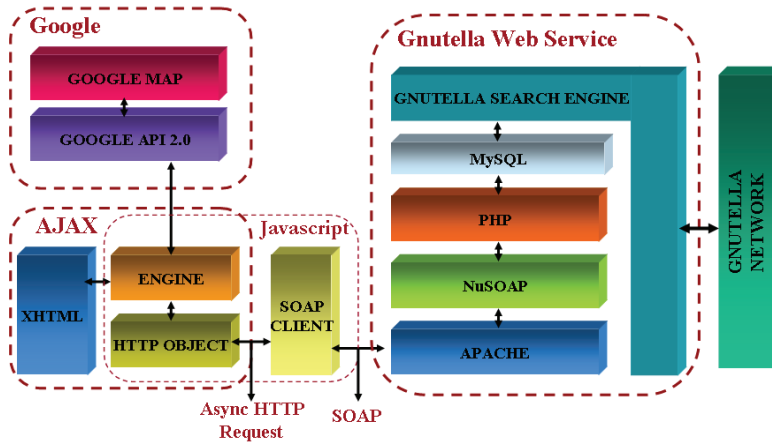 Google
GOOGLE MAP
GOOGLE API 2.0
AJAX
Javascript
XHTML
ENGINE
HTTP OBJECT
SOAP
CLIENT
Async HTTP
Request
SOAP
Gnutella Web Service
GNUTELLA SEARCH ENGINE
MySQL
PHP
NuSOAP
APACHE
GNUTELLA
NETWORK